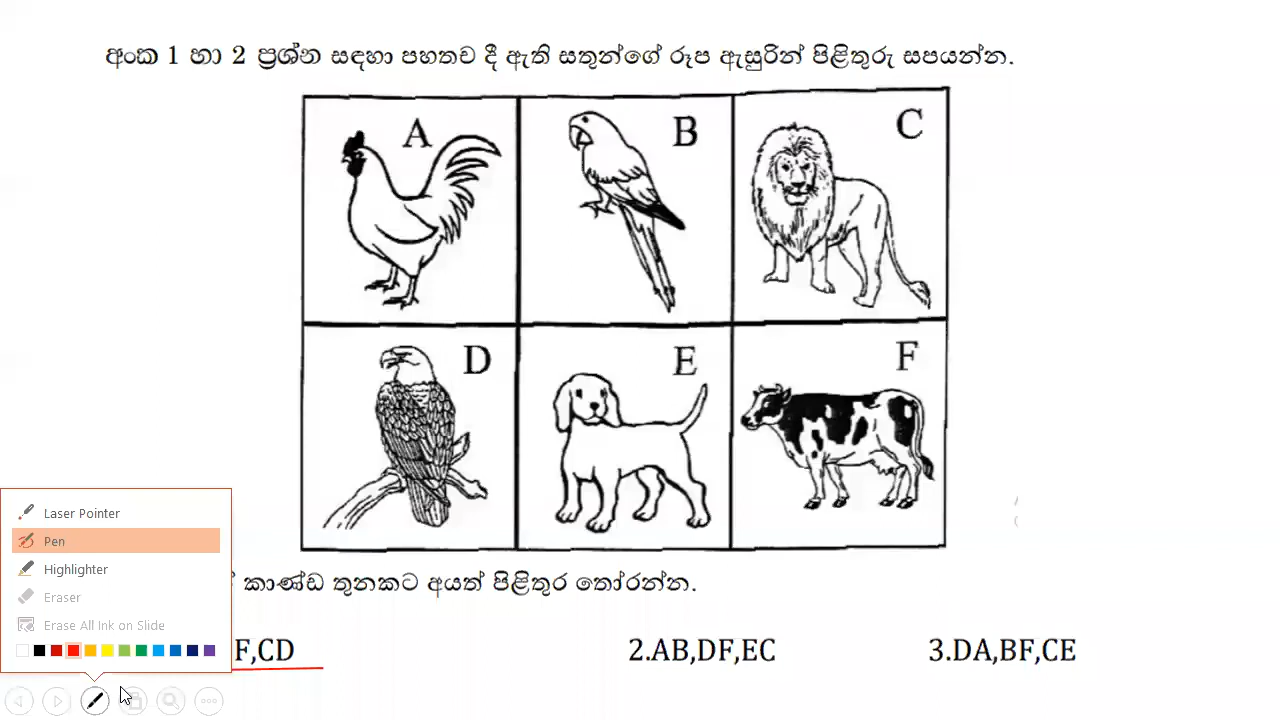 අංක 1 හා 2 ප්‍රශ්න සඳහා පහතව දී ඇති සතුන්ගේ රූප ඇසුරින් පිළිතුරු සපයන්න.
A
B
C
D
E
F
Laser Pointer
Pen
Highlighter
Eraser
Erase All Ink on Slide
කාණ්ඩ තුනකට අයත් පිළිතුර තෝරන්න.
F,CD 2.AB,DF,EC 3.DA,BF,CE